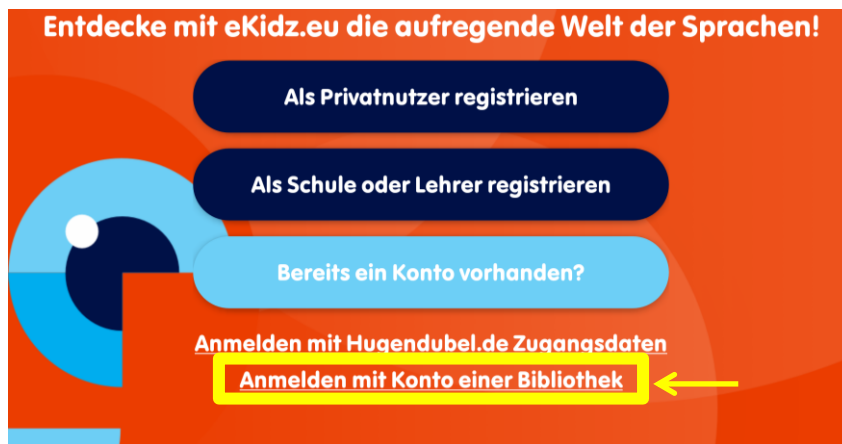 Entdecke mit eKidz.eu die aufregende Welt der Sprachen!
Als Privatnutzer registrieren
Als Schule oder Lehrer registrieren
Bereits ein Konto vorhanden?
Anmelden mit Hugendubel.de Zugangsdaten
Anmelden mit Konto einer Bibliothek